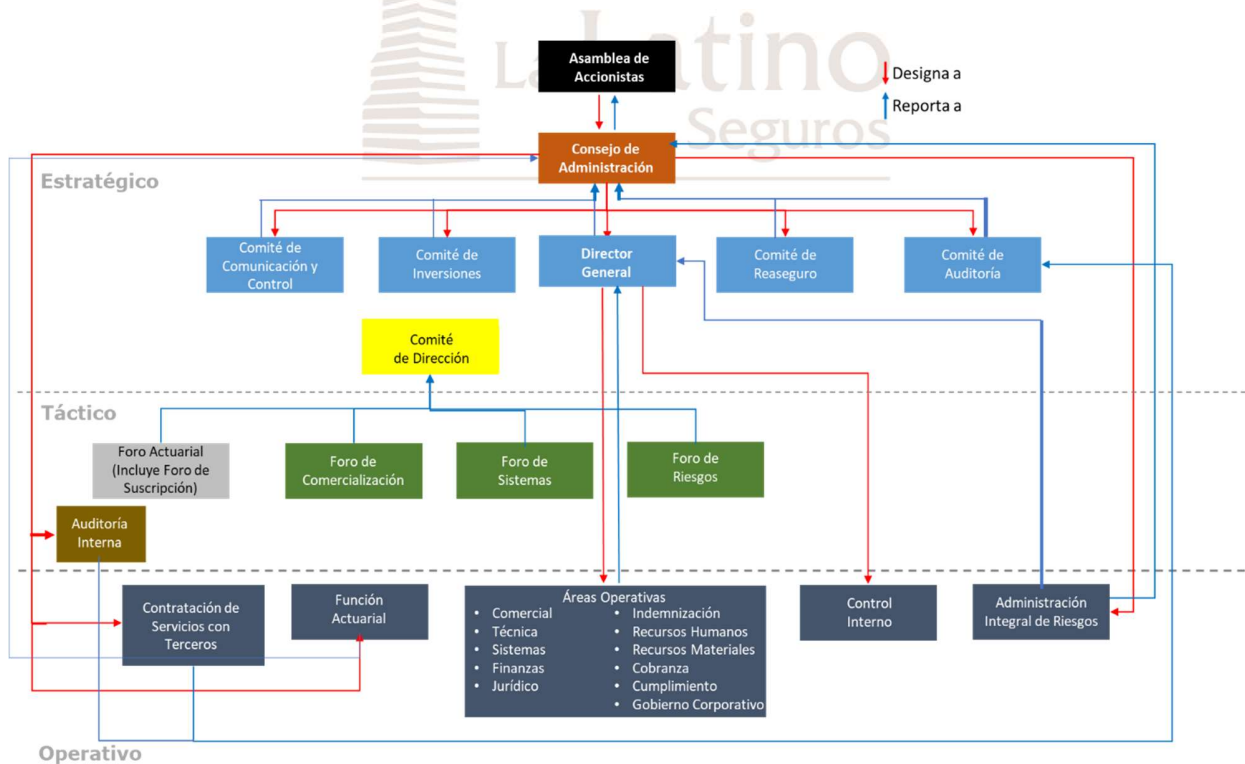 La Latino
Seguros
Asamblea de
Accionistas
Designa a
Reporta a
Consejo de
Administración
Estratégico
Comité de
Comunicación y
Control
Comité de
Inversiones
Director
General
Comité de
Reaseguro
Comité de
Auditoría
Comité
de Dirección
Táctico
Foro Actuarial
(Incluye Foro de
Suscripción)
Foro de
Comercialización
Foro de
Sistemas
Foro de
Riesgos
Auditoría
Interna
Contratación de
Servicios con
Terceros
Función
Actuarial
Áreas Operativas
• Comercial
• Técnica
• Sistemas
• Finanzas
• Jurídico
• Indemnización
• Recursos Humanos
• Recursos Materiales
• Cobranza
• Cumplimiento
• Gobierno Corporativo
Control
Interno
Administración
Integral de Riesgos
Operativo